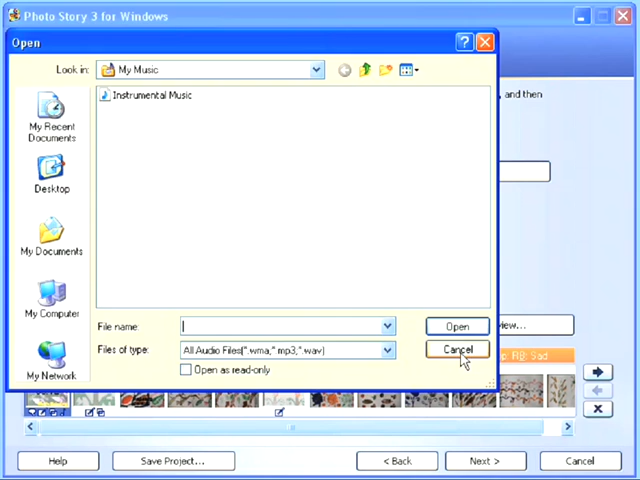 Photo Story 3 for Windows
Open
Look in:
My Music
, and then
Instrumental Music
My Recent
Documents
Desktop
My Documents
My Computer
My Network
File name:
Open
Files of type:
All Audio Files(*.wma,*.mp3,*.wav)
Cancel
Open as read-only
view...
Sad
Help
Save Project...
< Back
Next >
Cancel